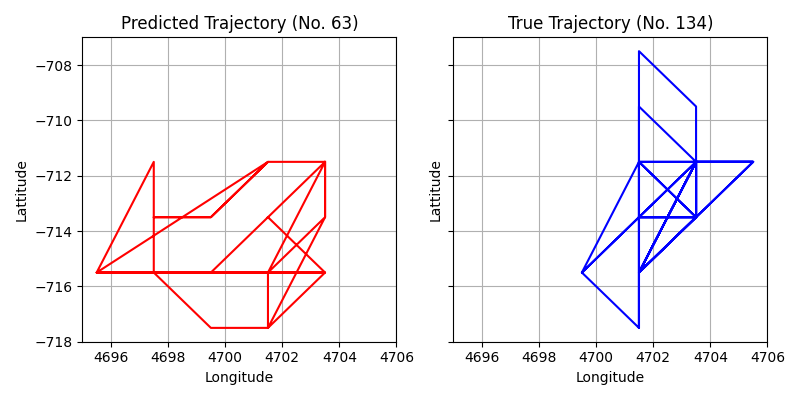 Predicted Trajectory (No. 63)
True Trajectory (No. 134)
Lattitude
−708
−710
−712
−714
−716
−718
4696 4698 4700 4702 4704 4706
Longitude
Lattitude
4696 4698 4700 4702 4704 4706
Longitude